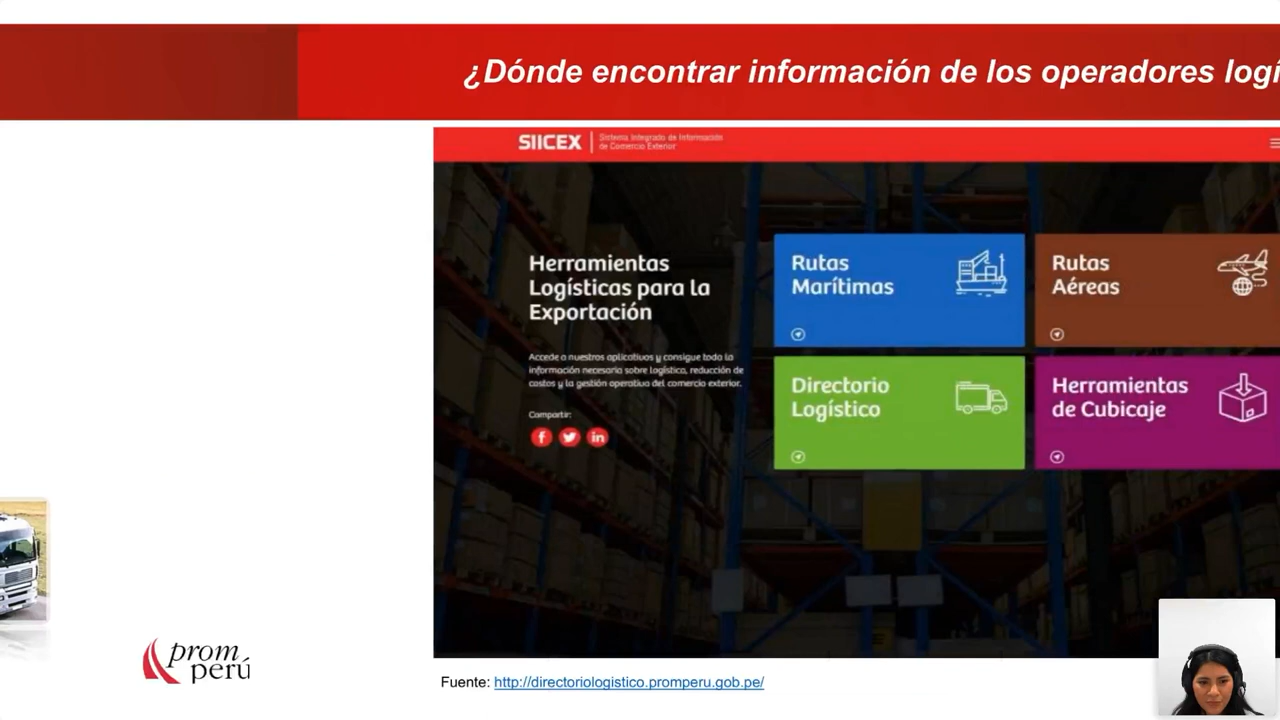 ¿Dónde encontrar información de los operadores logí
SIICEX
Sistema Integrado de Información
de Comercio Exterior
Herramientas
Logísticas para la
Exportación
Accede a nuestros aplicativos y consigue toda la
información necesaria sobre logística, reducción de
costos y la gestión operativa del comercio exterior.
Compartir:
Rutas
Marítimas
Rutas
Aéreas
Directorio
Logístico
Herramientas
de Cubicaje
prom
perú
Fuente: http://directoriologistico.promperu.gob.pe/